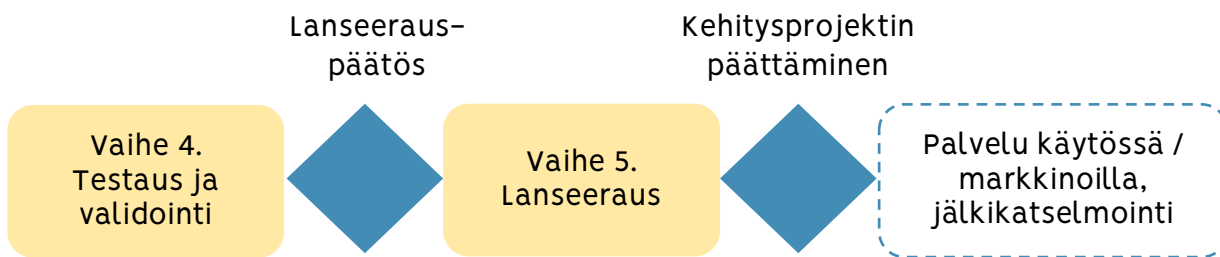 Lanseeraus-
päätös
Kehitysprojektin
päättäminen
Vaihe 4.
Testaus ja
validointi
Vaihe 5.
Lanseeraus
Palvelu käytössä /
markkinoilla,
jälkikatselmointi